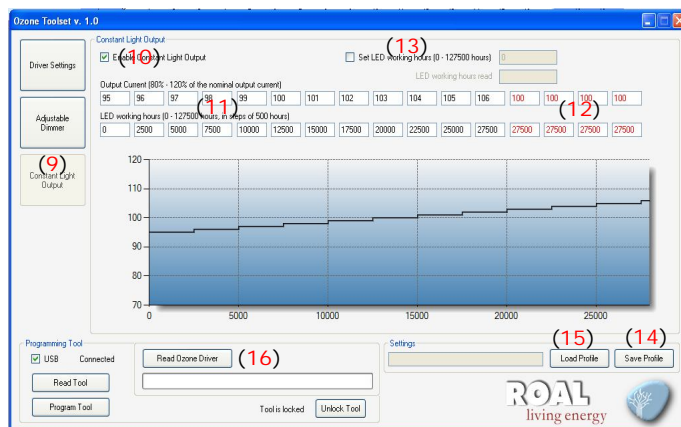 Ozone Toolset v. 1.0
Constant Light Output
(10) Enable Constant Light Output
(13) Set LED working hours (0 - 127500 hours) 0
LED working hours read
Driver Settings
Output Current (80% - 120% of the nominal output current)
95 96 97 98 99 100 101 102 103 104 105 106 100 100 100 100
(11) (12)
Adjustable Dimmer
LED working hours (0 - 127500 hours, in steps of 500 hours)
0 2500 5000 7500 10000 12500 15000 17500 20000 22500 25000 27500 27500 27500 27500 27500
(9)
Constant Light Output
120
110
100
90
80
70
0 5000 10000 15000 20000 25000
Programming Tool
USB Connected
Read Tool
Program Tool
Read Ozone Driver (16)
Tool is locked Unlock Tool
Settings
(15) (14)
Load Profile Save Profile
ROAL
living energy